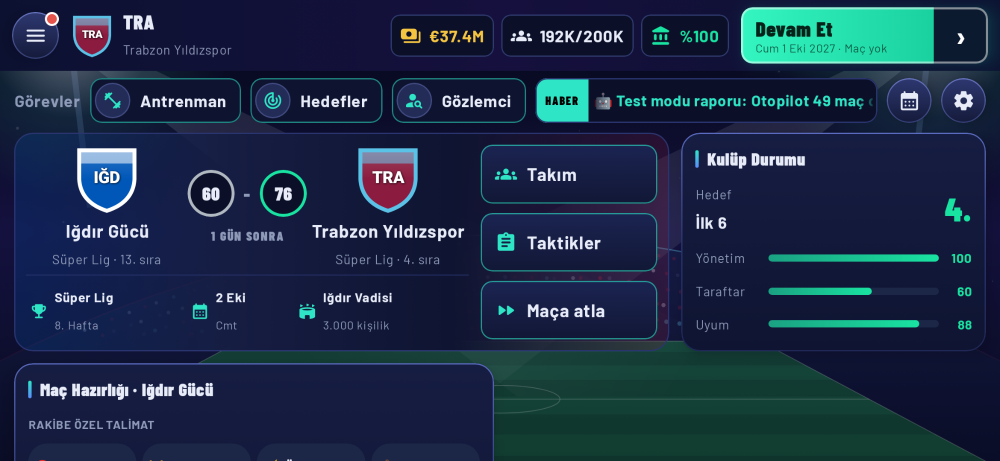 TRA
TRA
Trabzon Yıldızspor
€37.4M
192K/200K
%100
Devam Et
Cum 1 Eki 2027 · Maç yok
Görevler
Antrenman
Hedefler
Gözlemci
HABER
Test modu raporu: Otopilot 49 maç
IĞD
60 - 76
TRA
1 GÜN SONRA
Iğdır Gücü
Trabzon Yıldızspor
Süper Lig · 13. sıra
Süper Lig · 4. sıra
Süper Lig
8. Hafta
2 Eki
Cmt
Iğdır Vadisi
3.000 kişilik
Takım
Taktikler
Maça atla
Kulüp Durumu
Hedef
İlk 6
4.
Yönetim 100
Taraftar 60
Uyum 88
Maç Hazırlığı · Iğdır Gücü
RAKİBE ÖZEL TALİMAT